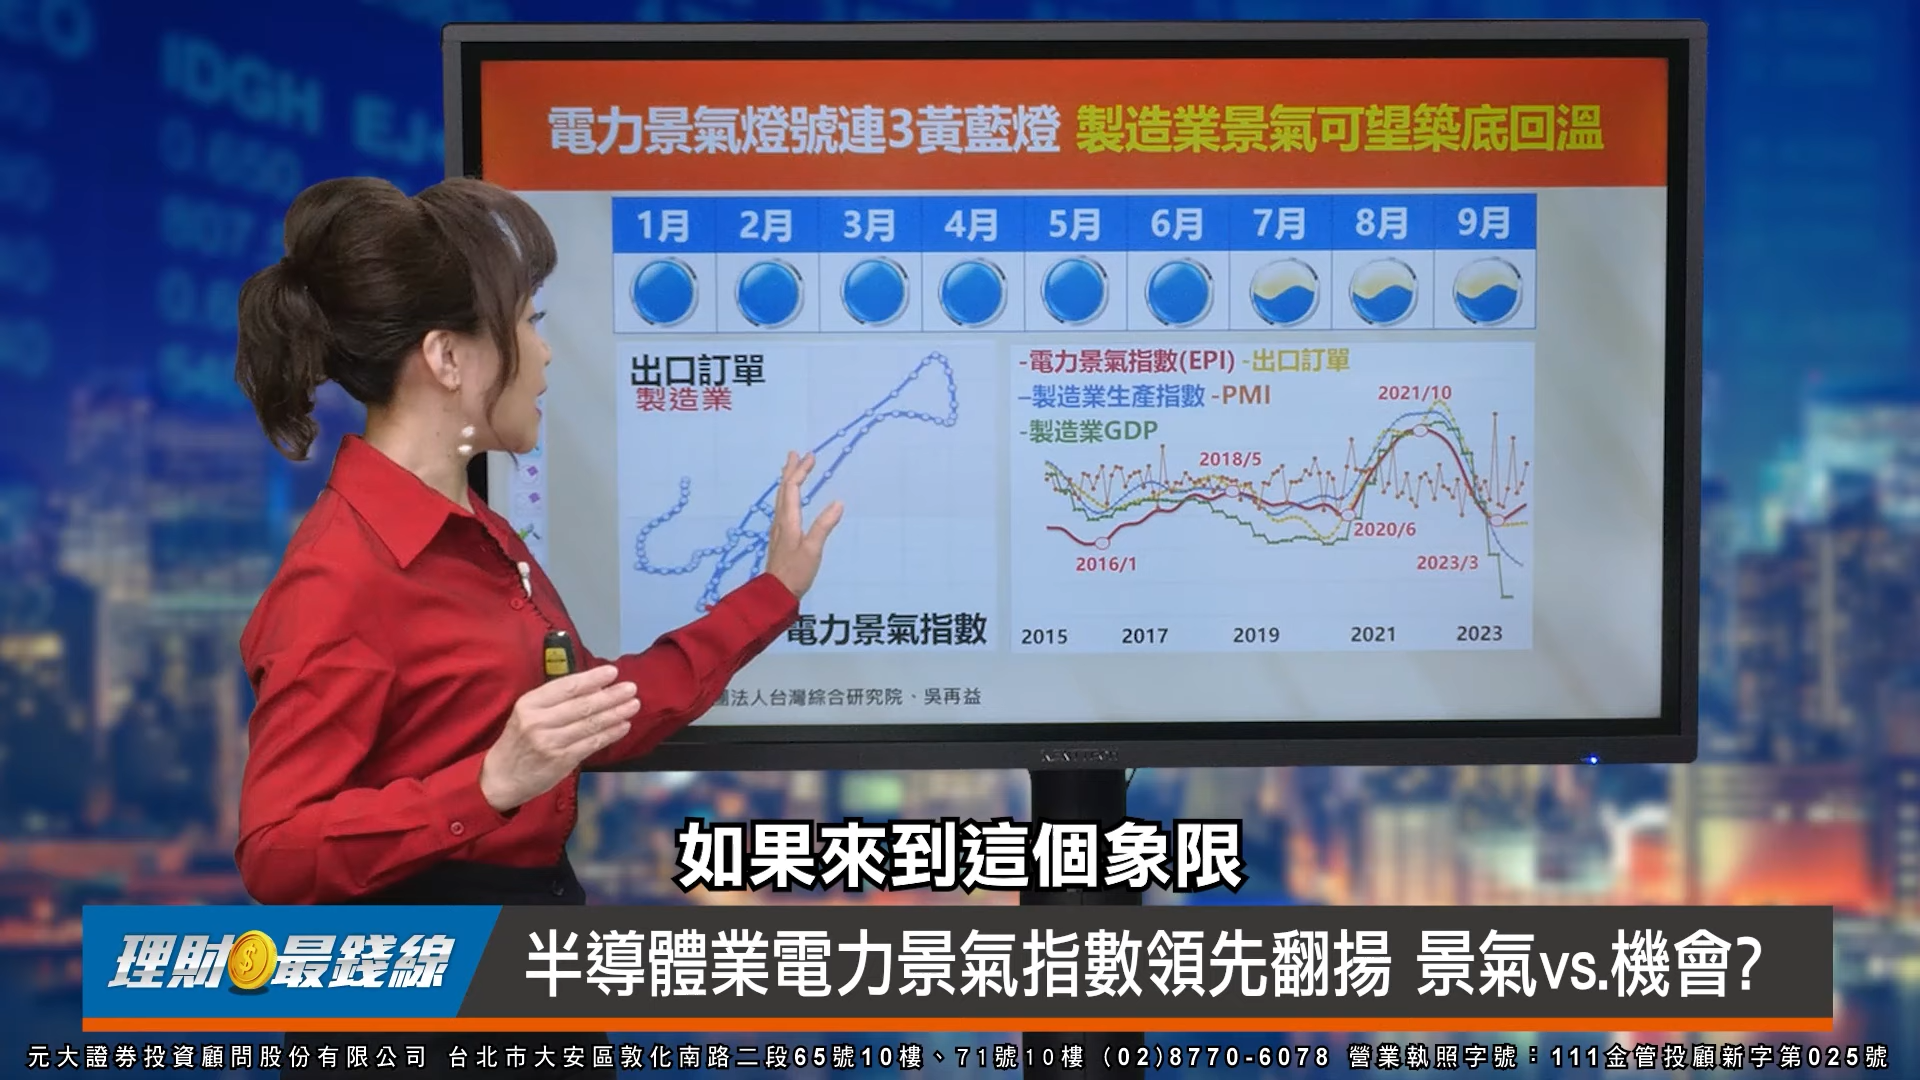 IDGH
0.650
電力景氣燈號連3黃藍燈 製造業景氣可望築底回溫
1月 2月 3月 4月 5月 6月 7月 8月 9月
出口訂單
製造業
電力景氣指數
-電力景氣指數(EPI) -出口訂單
–製造業生產指數 -PMI
-製造業GDP
2021/10
2018/5
2020/6
2016/1
2023/3
2015 2017 2019 2021 2023
團法人台灣綜合研究院、吳再益
如果來到這個象限
理財最錢線
半導體業電力景氣指數領先翻揚 景氣vs.機會?
元大證券投資顧問股份有限公司 台北市大安區敦化南路二段65號10樓、71號10樓 (02)8770-6078 營業執照字號：111金管投顧新字第025號